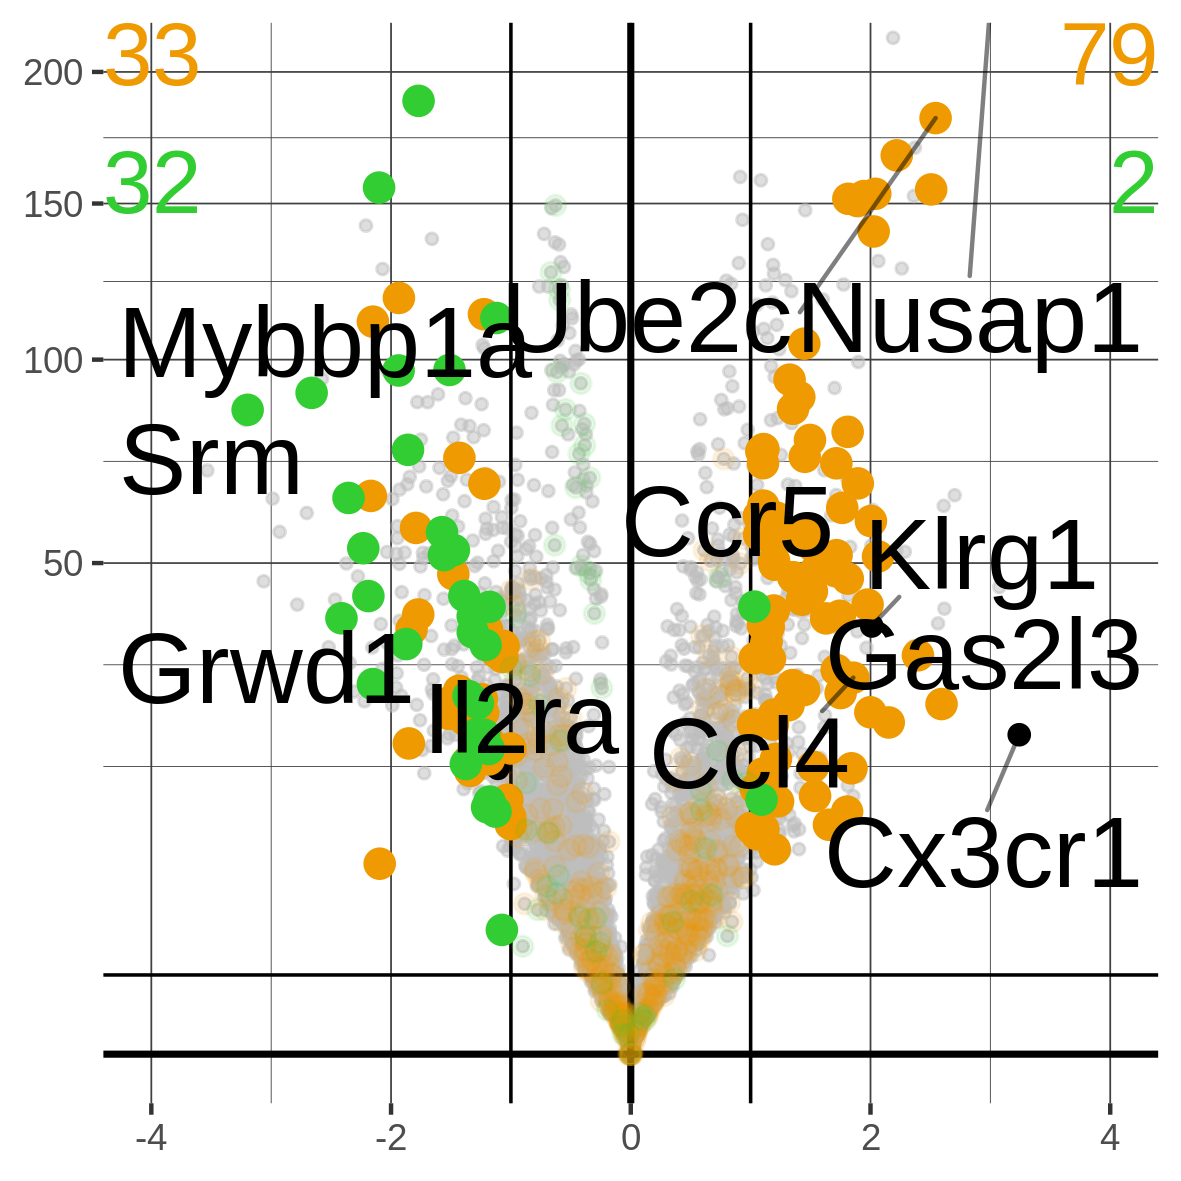 33 79
200
32 2
150
Ube2c Nusap1
Mybbp1a
100
Srm
Ccr5
Klrg1
50
Gas2l3
Grwd1
Il2ra
Ccl4
Cx3cr1
-4 -2 0 2 4